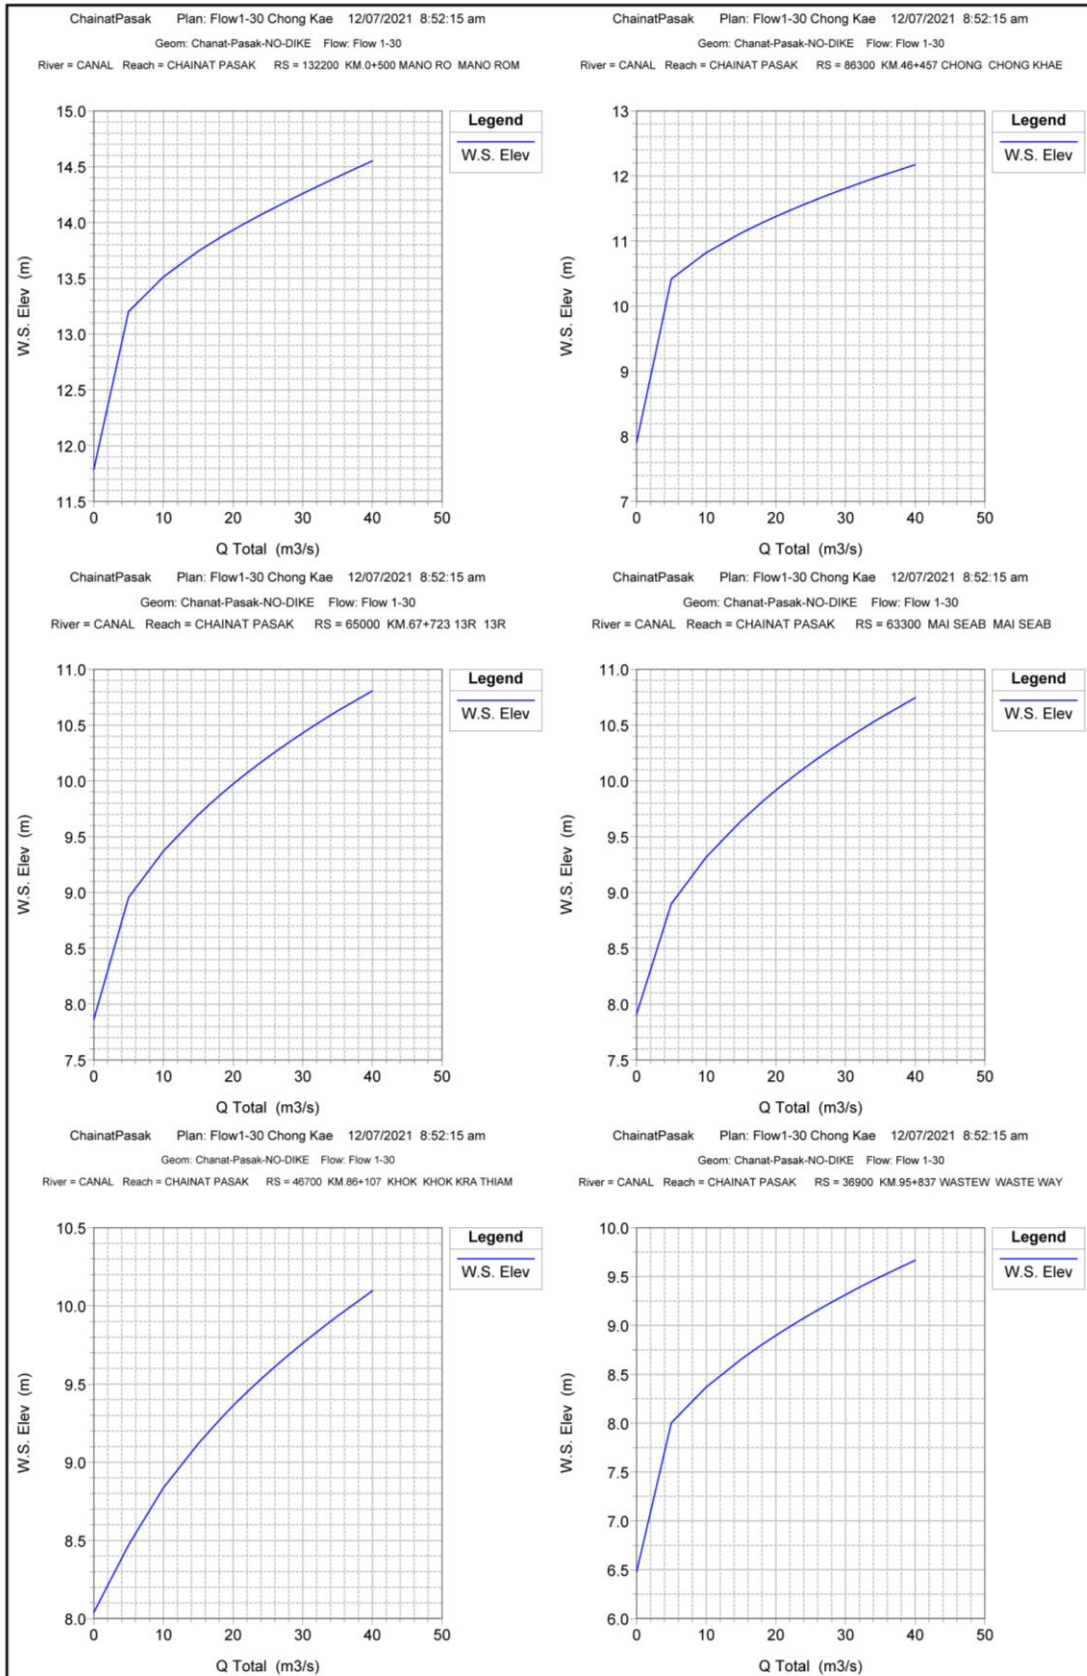 ChainatPasak Plan: Flow1-30 Chong Kae 12/07/2021 8:52:15 am
Geom: Chanat-Pasak-NO-DIKE Flow: Flow 1-30
River = CANAL Reach = CHAINAT PASAK RS = 132200 KM.0+500 MANO RO MANO ROM
15.0
14.5
14.0
13.5
13.0
12.5
12.0
11.5
W.S. Elev (m)
0 10 20 30 40 50
Q Total (m3/s)
Legend
W.S. Elev
ChainatPasak Plan: Flow1-30 Chong Kae 12/07/2021 8:52:15 am
Geom: Chanat-Pasak-NO-DIKE Flow: Flow 1-30
River = CANAL Reach = CHAINAT PASAK RS = 86300 KM.46+457 CHONG CHONG KHAE
13
12
11
10
9
8
7
W.S. Elev (m)
0 10 20 30 40 50
Q Total (m3/s)
Legend
W.S. Elev
ChainatPasak Plan: Flow1-30 Chong Kae 12/07/2021 8:52:15 am
Geom: Chanat-Pasak-NO-DIKE Flow: Flow 1-30
River = CANAL Reach = CHAINAT PASAK RS = 65000 KM.67+723 13R 13R
11.0
10.5
10.0
9.5
9.0
8.5
8.0
7.5
W.S. Elev (m)
0 10 20 30 40 50
Q Total (m3/s)
Legend
W.S. Elev
ChainatPasak Plan: Flow1-30 Chong Kae 12/07/2021 8:52:15 am
Geom: Chanat-Pasak-NO-DIKE Flow: Flow 1-30
River = CANAL Reach = CHAINAT PASAK RS = 63300 MAI SEAB MAI SEAB
11.0
10.5
10.0
9.5
9.0
8.5
8.0
7.5
W.S. Elev (m)
0 10 20 30 40 50
Q Total (m3/s)
Legend
W.S. Elev
ChainatPasak Plan: Flow1-30 Chong Kae 12/07/2021 8:52:15 am
Geom: Chanat-Pasak-NO-DIKE Flow: Flow 1-30
River = CANAL Reach = CHAINAT PASAK RS = 46700 KM.86+107 KHOK KHOK KRA THIAM
10.5
10.0
9.5
9.0
8.5
8.0
W.S. Elev (m)
0 10 20 30 40 50
Q Total (m3/s)
Legend
W.S. Elev
ChainatPasak Plan: Flow1-30 Chong Kae 12/07/2021 8:52:15 am
Geom: Chanat-Pasak-NO-DIKE Flow: Flow 1-30
River = CANAL Reach = CHAINAT PASAK RS = 36900 KM.95+837 WASTEW WASTE WAY
10.0
9.5
9.0
8.5
8.0
7.5
7.0
6.5
6.0
W.S. Elev (m)
0 10 20 30 40 50
Q Total (m3/s)
Legend
W.S. Elev